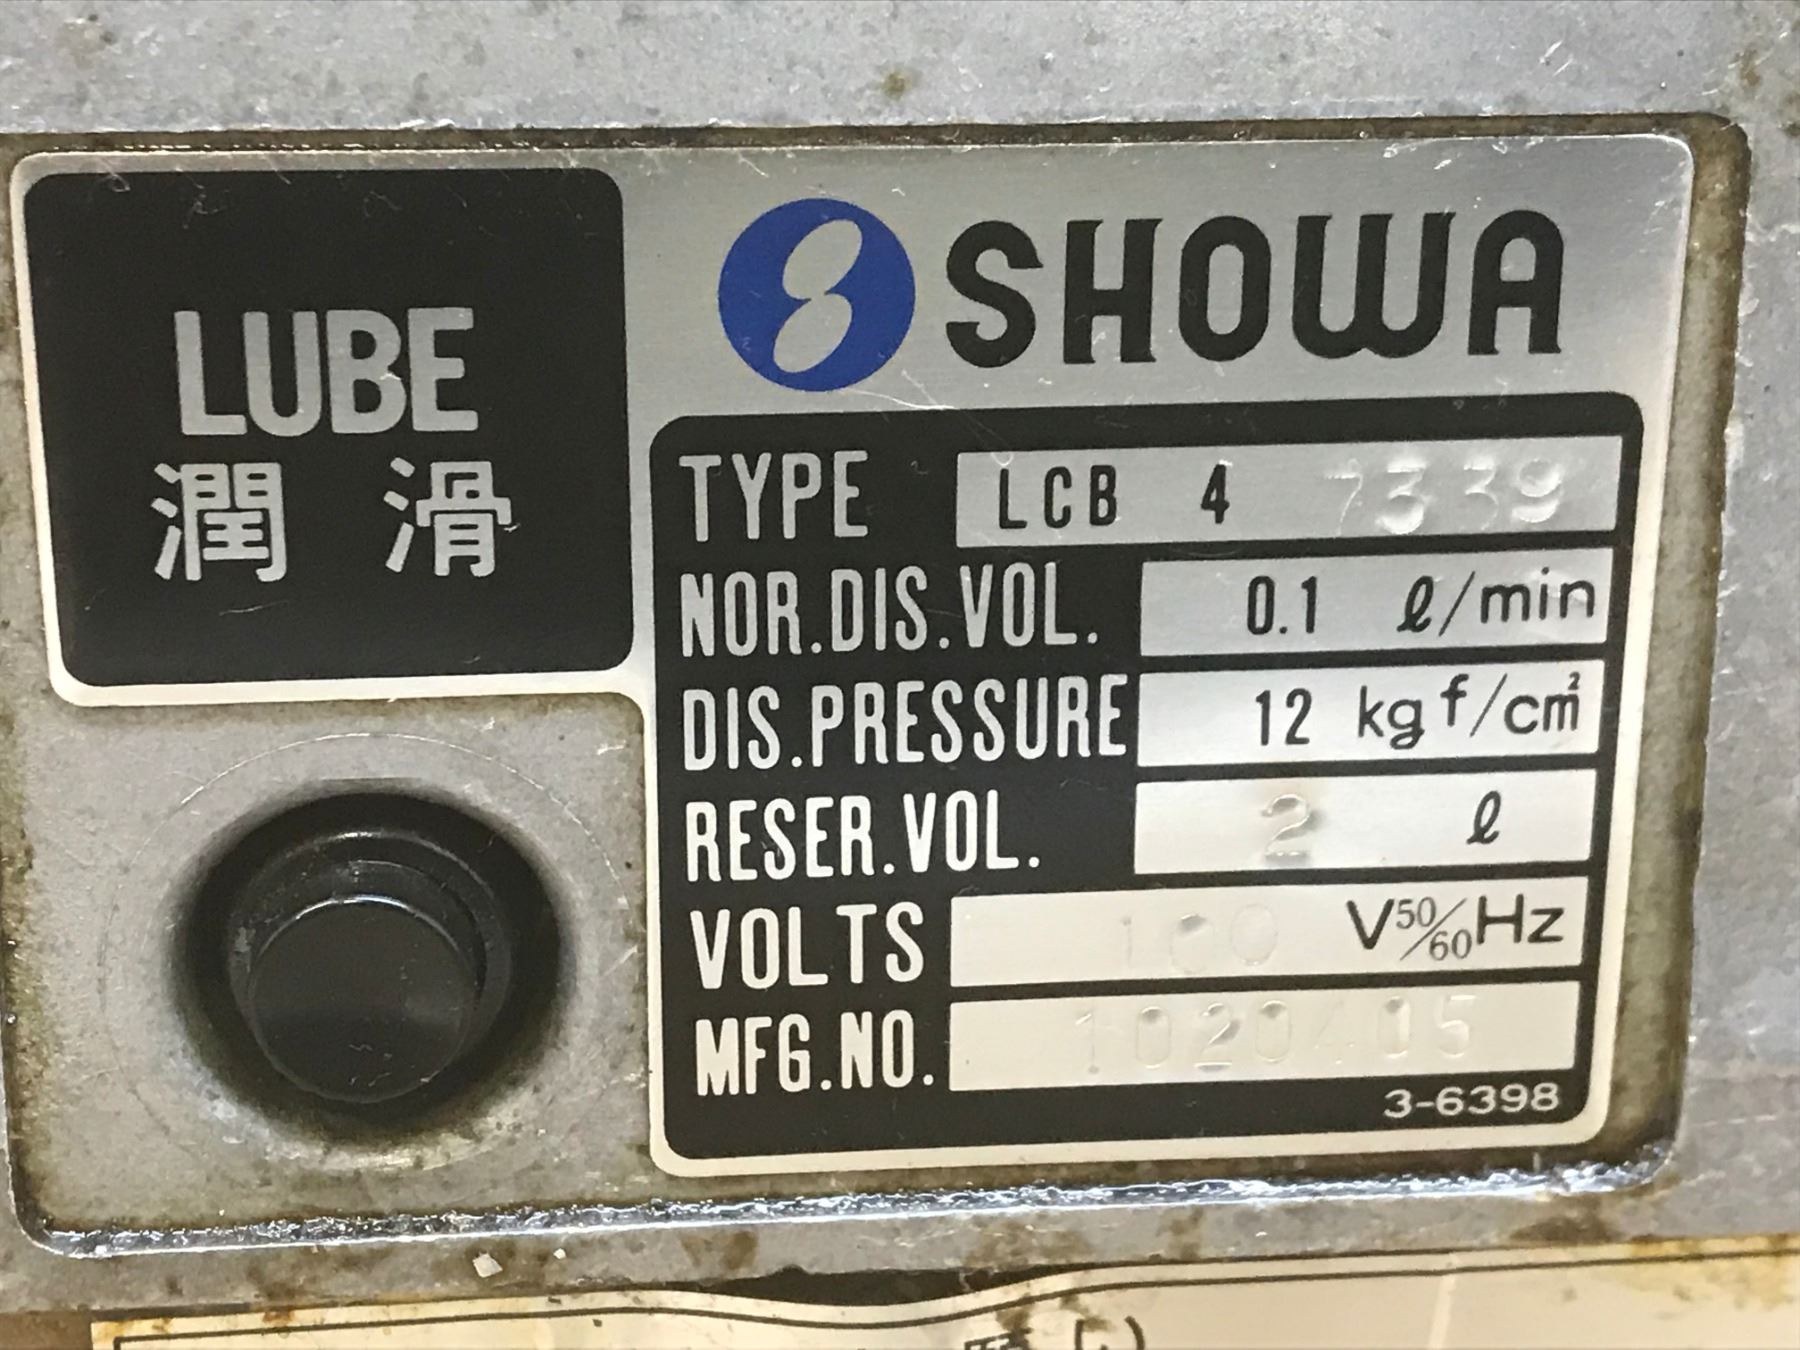 LUBE
潤滑
SHOWA
TYPE LCB 4 7339
NOR.DIS.VOL. 0.1 ℓ/min
DIS.PRESSURE 12 kgf/cm²
RESER.VOL. 2 ℓ
VOLTS 100 V50/60Hz
MFG.NO. 1020405
3-6398